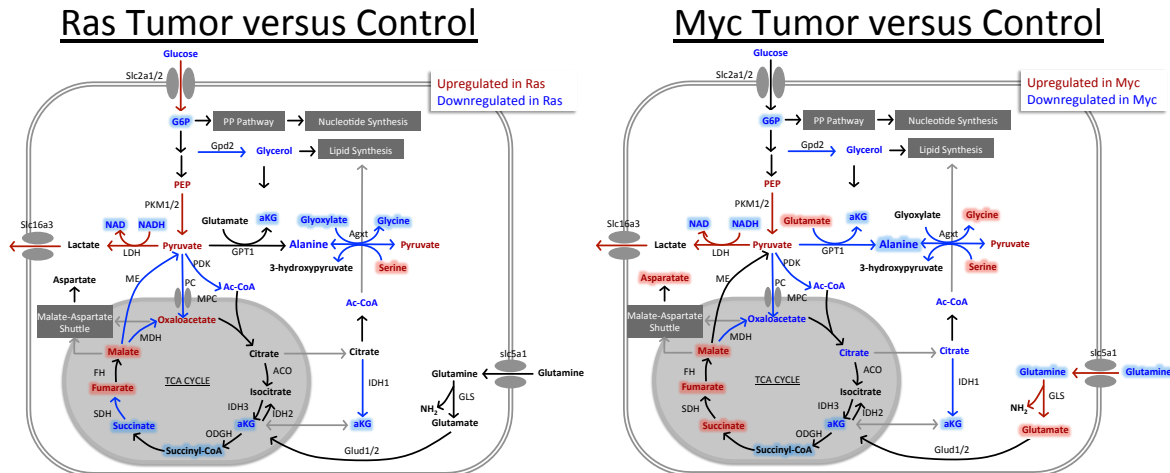 Ras Tumor versus Control
Glucose
Slc2a1/2
Upregulated in Ras
Downregulated in Ras
G6P
PP Pathway
Nucleotide Synthesis
Gpd2
Glycerol
Lipid Synthesis
PEP
PKM1/2
Slc16a3
NAD
NADH
Glutamate
aKG
Glyoxylate
Glycine
Agxt
Lactate
LDH
Pyruvate
GPT1
Alanine
Pyruvate
3-hydroxypyruvate
Serine
ME
PDK
PC
MPC
Ac-CoA
Ac-CoA
Aspartate
Malate-Aspartate
Shuttle
Oxaloacetate
MDH
Malate
Citrate
Citrate
FH
ACO
TCA CYCLE
Fumarate
Isocitrate
IDH1
slc5a1
Glutamine
Glutamine
GLS
NH2
SDH
IDH3
IDH2
Succinate
aKG
aKG
Glutamate
ODGH
Succinyl-CoA
Glud1/2
Myc Tumor versus Control
Glucose
Slc2a1/2
Upregulated in Myc
Downregulated in Myc
G6P
PP Pathway
Nucleotide Synthesis
Gpd2
Glycerol
Lipid Synthesis
PEP
PKM1/2
Slc16a3
NAD
NADH
Glutamate
aKG
Glyoxylate
Glycine
Agxt
Lactate
LDH
Pyruvate
GPT1
Alanine
Pyruvate
3-hydroxypyruvate
Serine
ME
PDK
PC
MPC
Ac-CoA
Ac-CoA
Asparatate
Malate-Aspartate
Shuttle
Oxaloacetate
MDH
Malate
Citrate
Citrate
FH
ACO
TCA CYCLE
Fumarate
Isocitrate
IDH1
slc5a1
Glutamine
Glutamine
GLS
NH2
SDH
IDH3
IDH2
Succinate
aKG
aKG
Glutamate
ODGH
Succinyl-CoA
Glud1/2